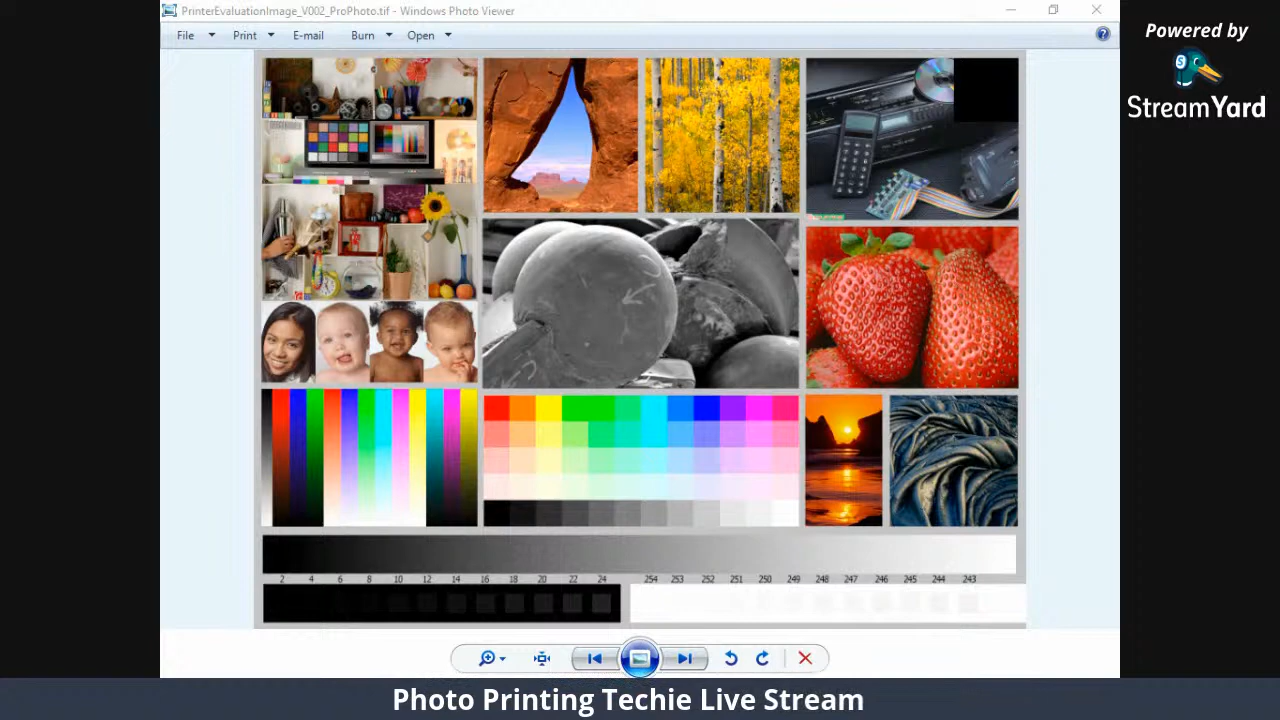 PrinterEvaluationImage_V002_ProPhoto.tif - Windows Photo Viewer
File Print E-mail Burn Open
Powered by
StreamYard
2 4 6 8 10 12 14 16 18 20 22 24 254 253 252 251 250 249 248 247 246 245 244 243
Photo Printing Techie Live Stream